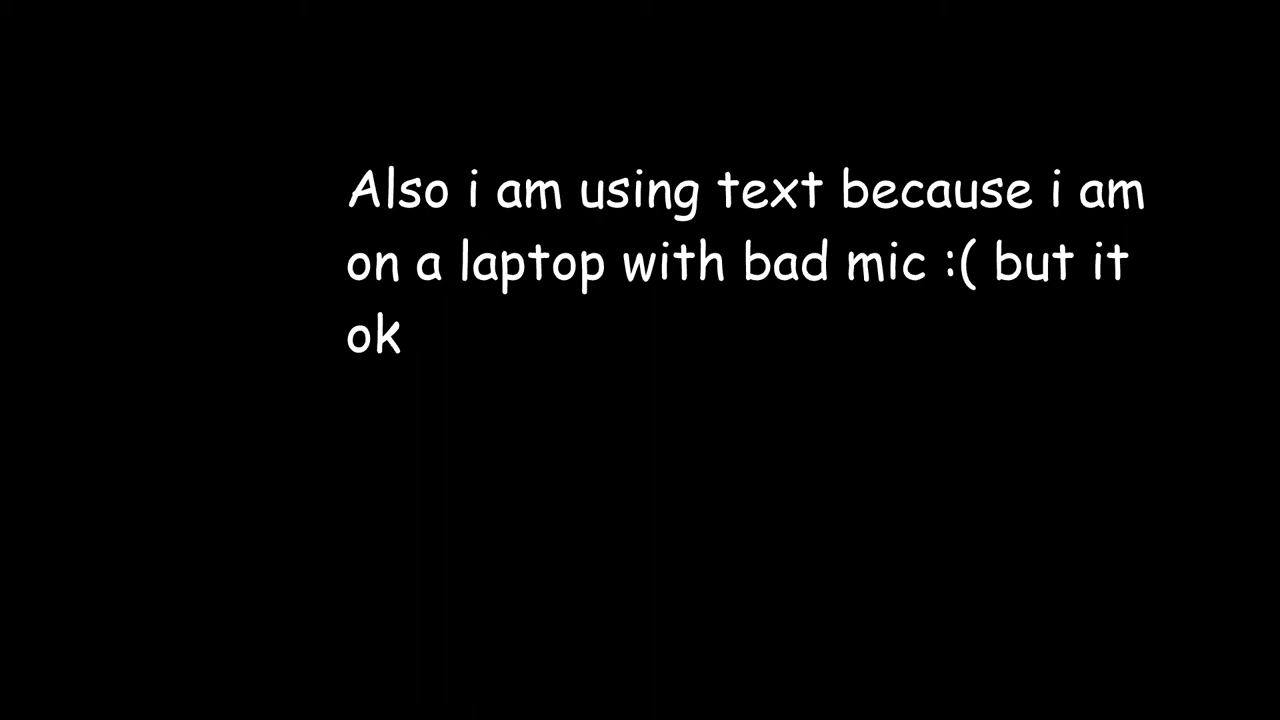 Also i am using text because i am
on a laptop with bad mic :( but it
ok